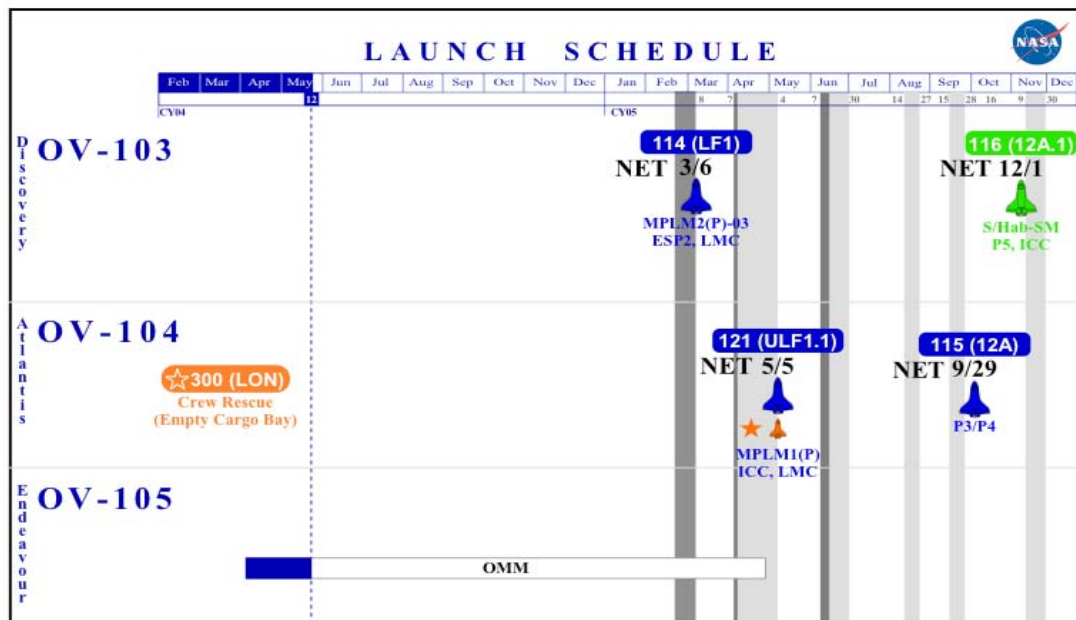 LAUNCH SCHEDULE
NASA
Feb Mar Apr May Jun Jul Aug Sep Oct Nov Dec Jan Feb Mar Apr May Jun Jul Aug Sep Oct Nov Dec
12 8 7 4 7 30 14 27 15 28 16 9 30
CY04 CY05
Discovery
OV-103
114 (LF1)
NET 3/6
MPLM2(P)-03
ESP2, LMC
116 (12A.1)
NET 12/1
S/Hab-SM
P5, ICC
Atlantis
OV-104
300 (LON)
Crew Rescue
(Empty Cargo Bay)
121 (ULF1.1)
NET 5/5
MPLM1(P)
ICC, LMC
115 (12A)
NET 9/29
P3/P4
Endeavour
OV-105
OMM